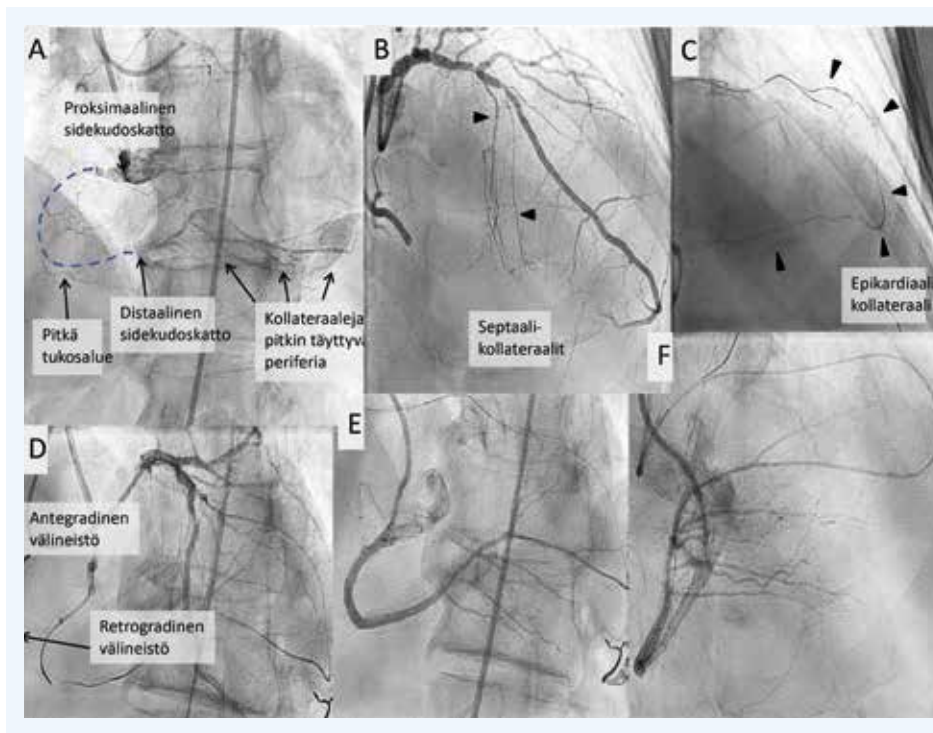 A
Proksimaalinen
sidekudoskatto
Pitkä
tukosalue
Distaalinen
sidekudoskatto
Kollateraaleja
pitkin täyttyvä
periferia
B
Septaali-
kollateraalit
C
Epikardiaali
kollateraali
D
Antegradinen
välineistö
Retrogradinen
välineistö
E
F